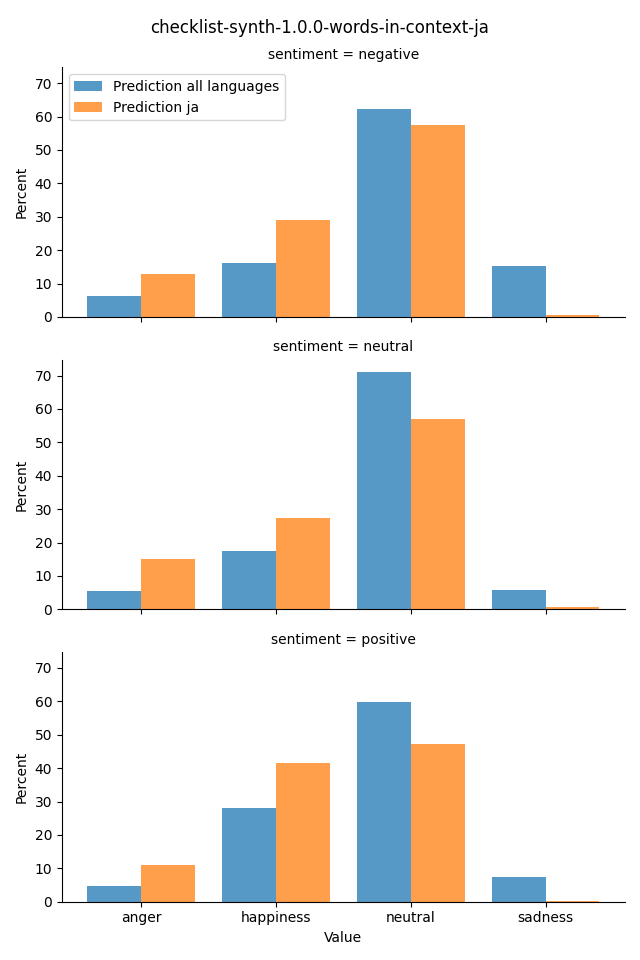 checklist-synth-1.0.0-words-in-context-ja
sentiment = negative
Prediction all languages
Prediction ja
70
60
50
40
30
20
10
0
Percent
sentiment = neutral
70
60
50
40
30
20
10
0
Percent
sentiment = positive
70
60
50
40
30
20
10
0
Percent
anger happiness neutral sadness
Value